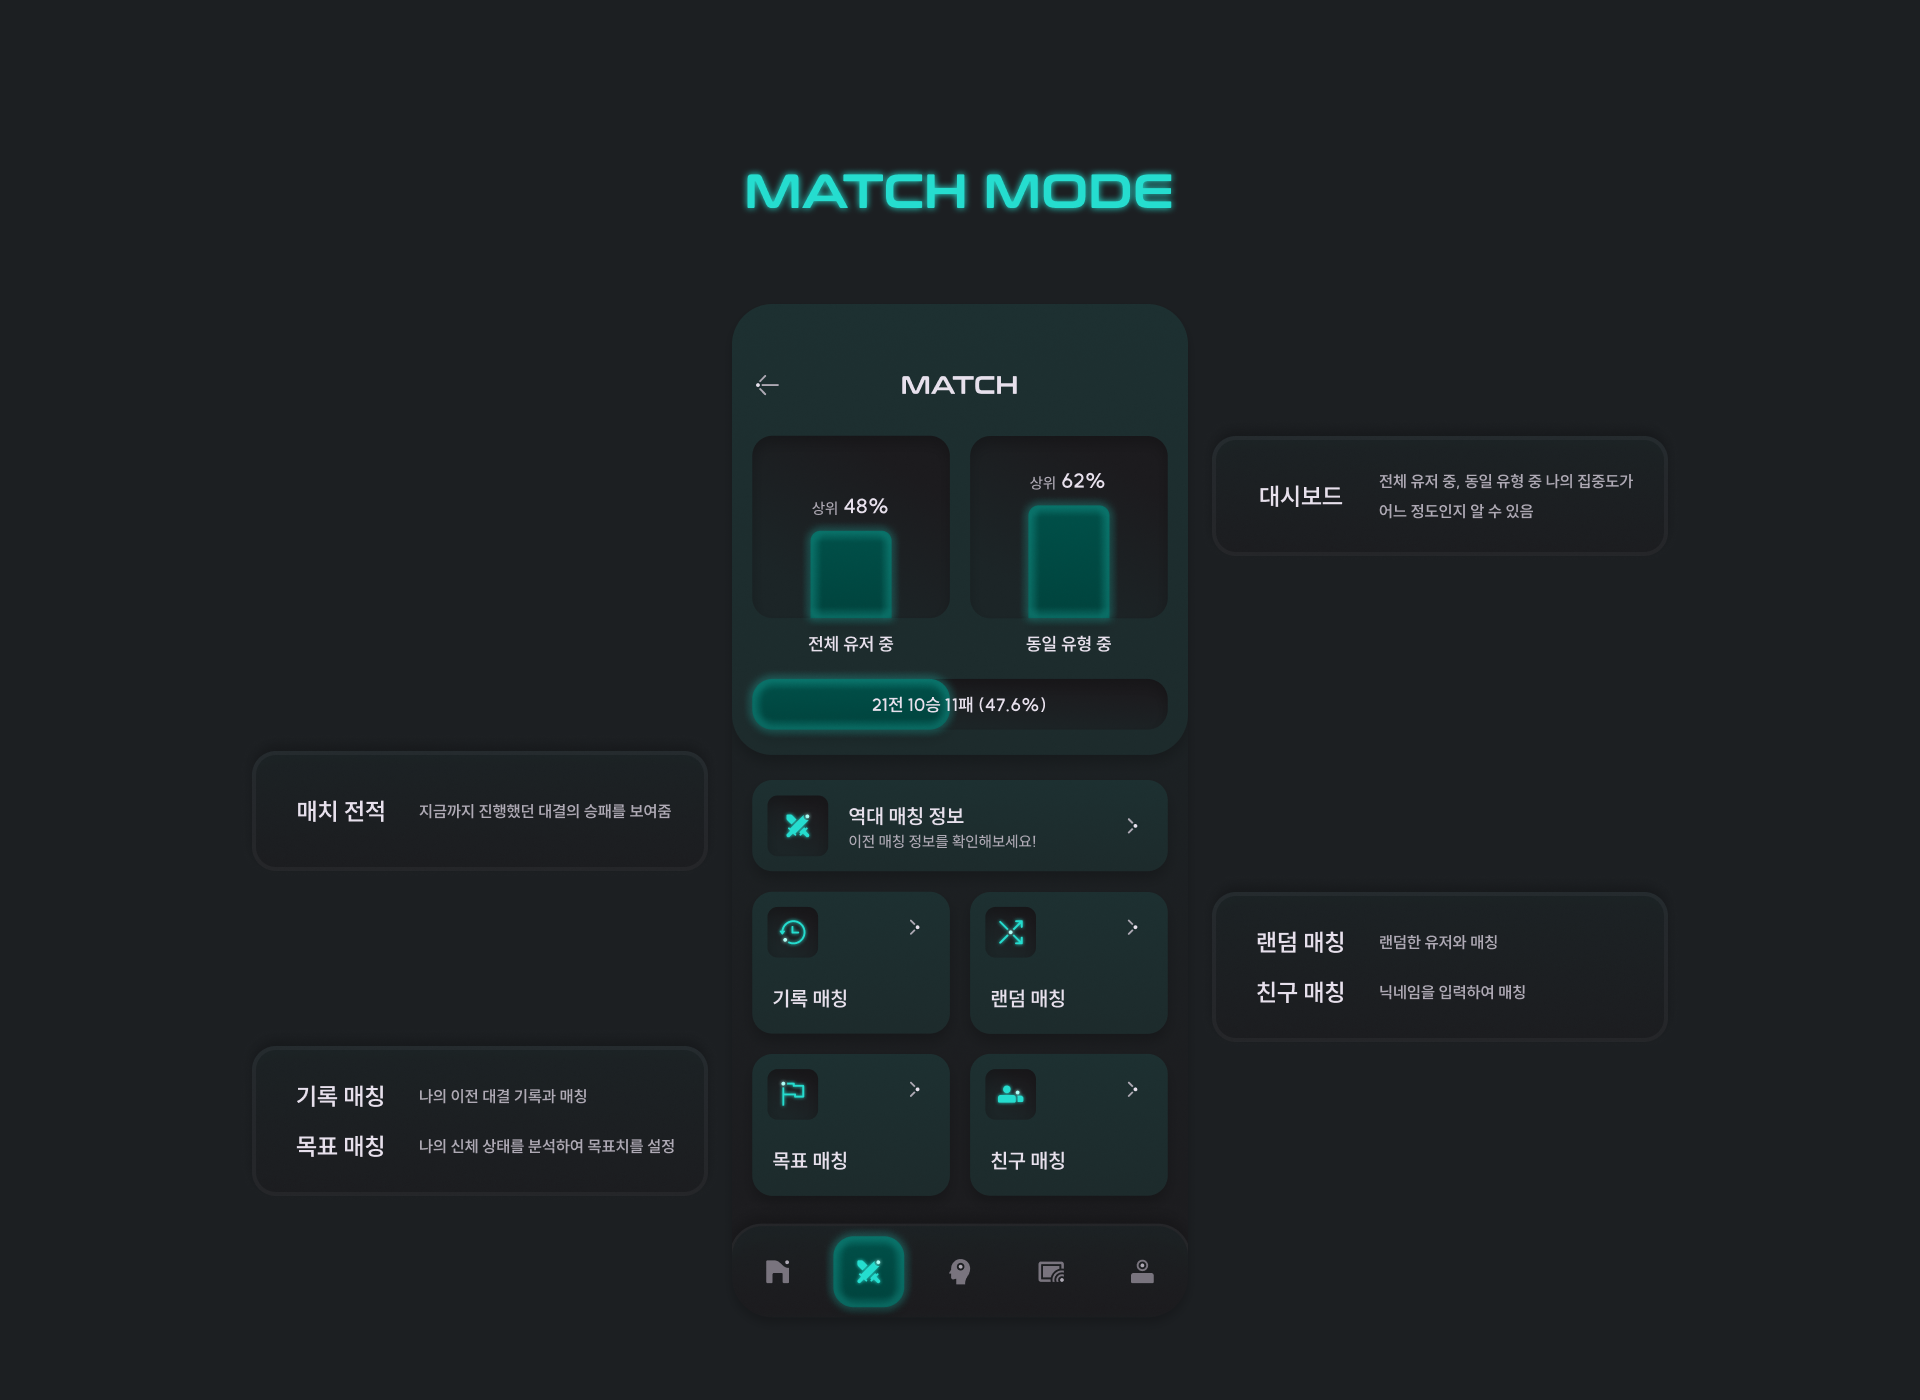 MATCH MODE
MATCH
상위 48%
상위 62%
전체 유저 중
동일 유형 중
21전 10승 11패 (47.6%)
대시보드
전체 유저 중, 동일 유형 중 나의 집중도가
어느 정도인지 알 수 있음
매치 전적
지금까지 진행했던 대결의 승패를 보여줌
역대 매칭 정보
이전 매칭 정보를 확인해보세요!
기록 매칭
랜덤 매칭
목표 매칭
친구 매칭
랜덤 매칭
랜덤한 유저와 매칭
친구 매칭
닉네임을 입력하여 매칭
기록 매칭
나의 이전 대결 기록과 매칭
목표 매칭
나의 신체 상태를 분석하여 목표치를 설정